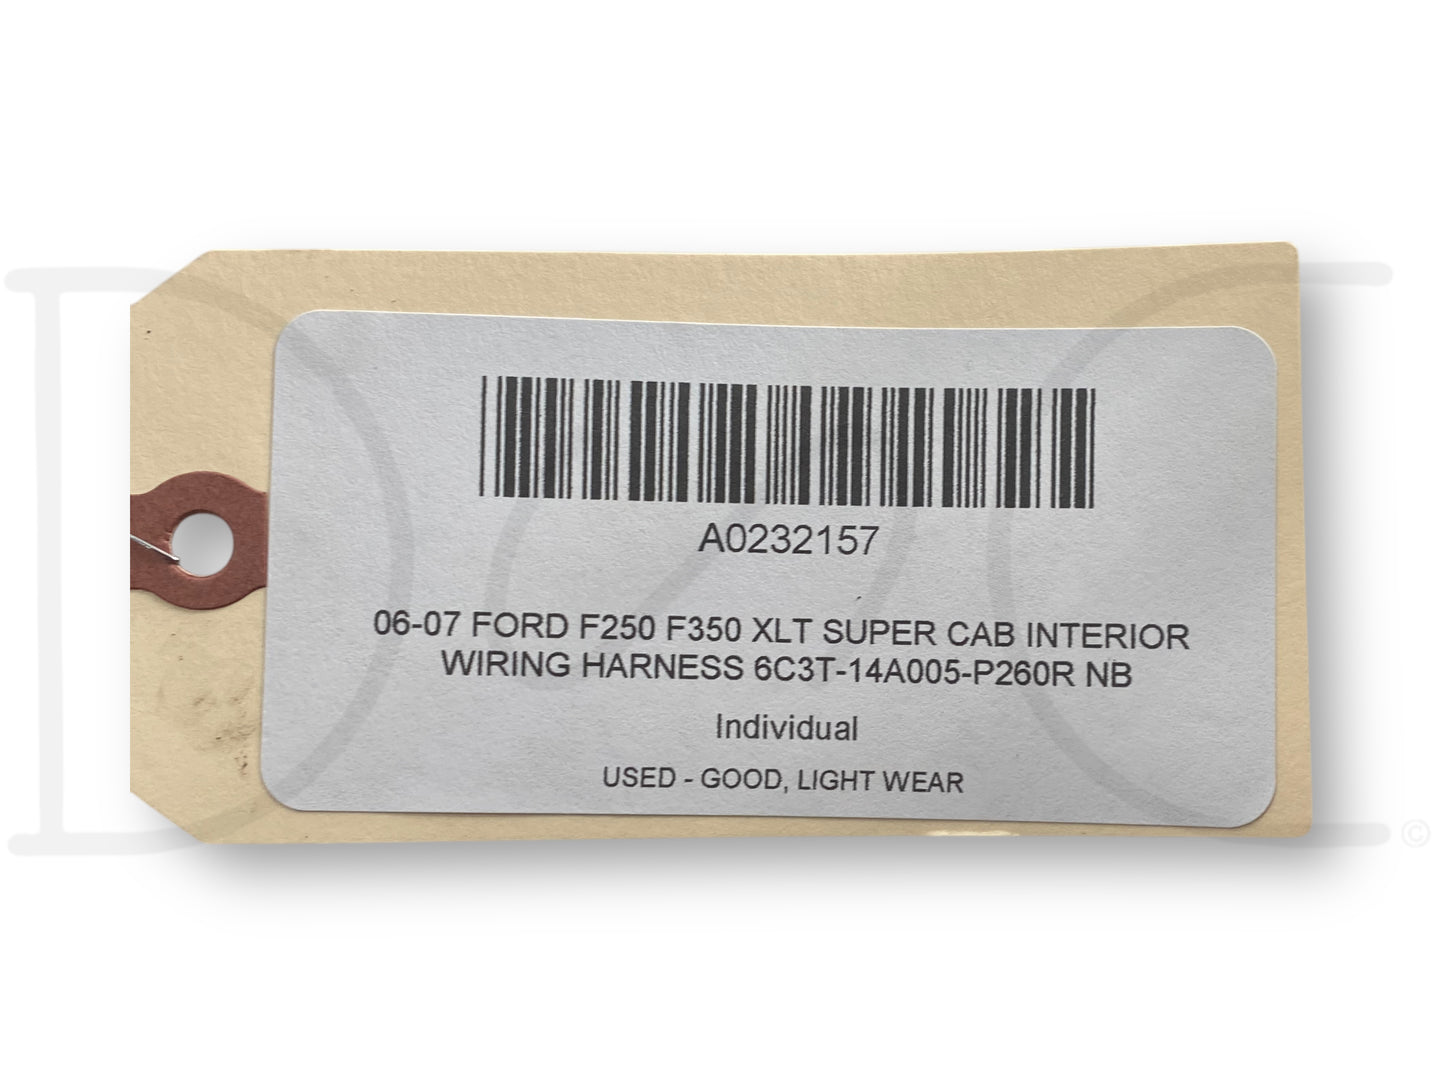 A0232157
06-07 FORD F250 F350 XLT SUPER CAB INTERIOR
WIRING HARNESS 6C3T-14A005-P260R NB
Individual
USED - GOOD, LIGHT WEAR
©